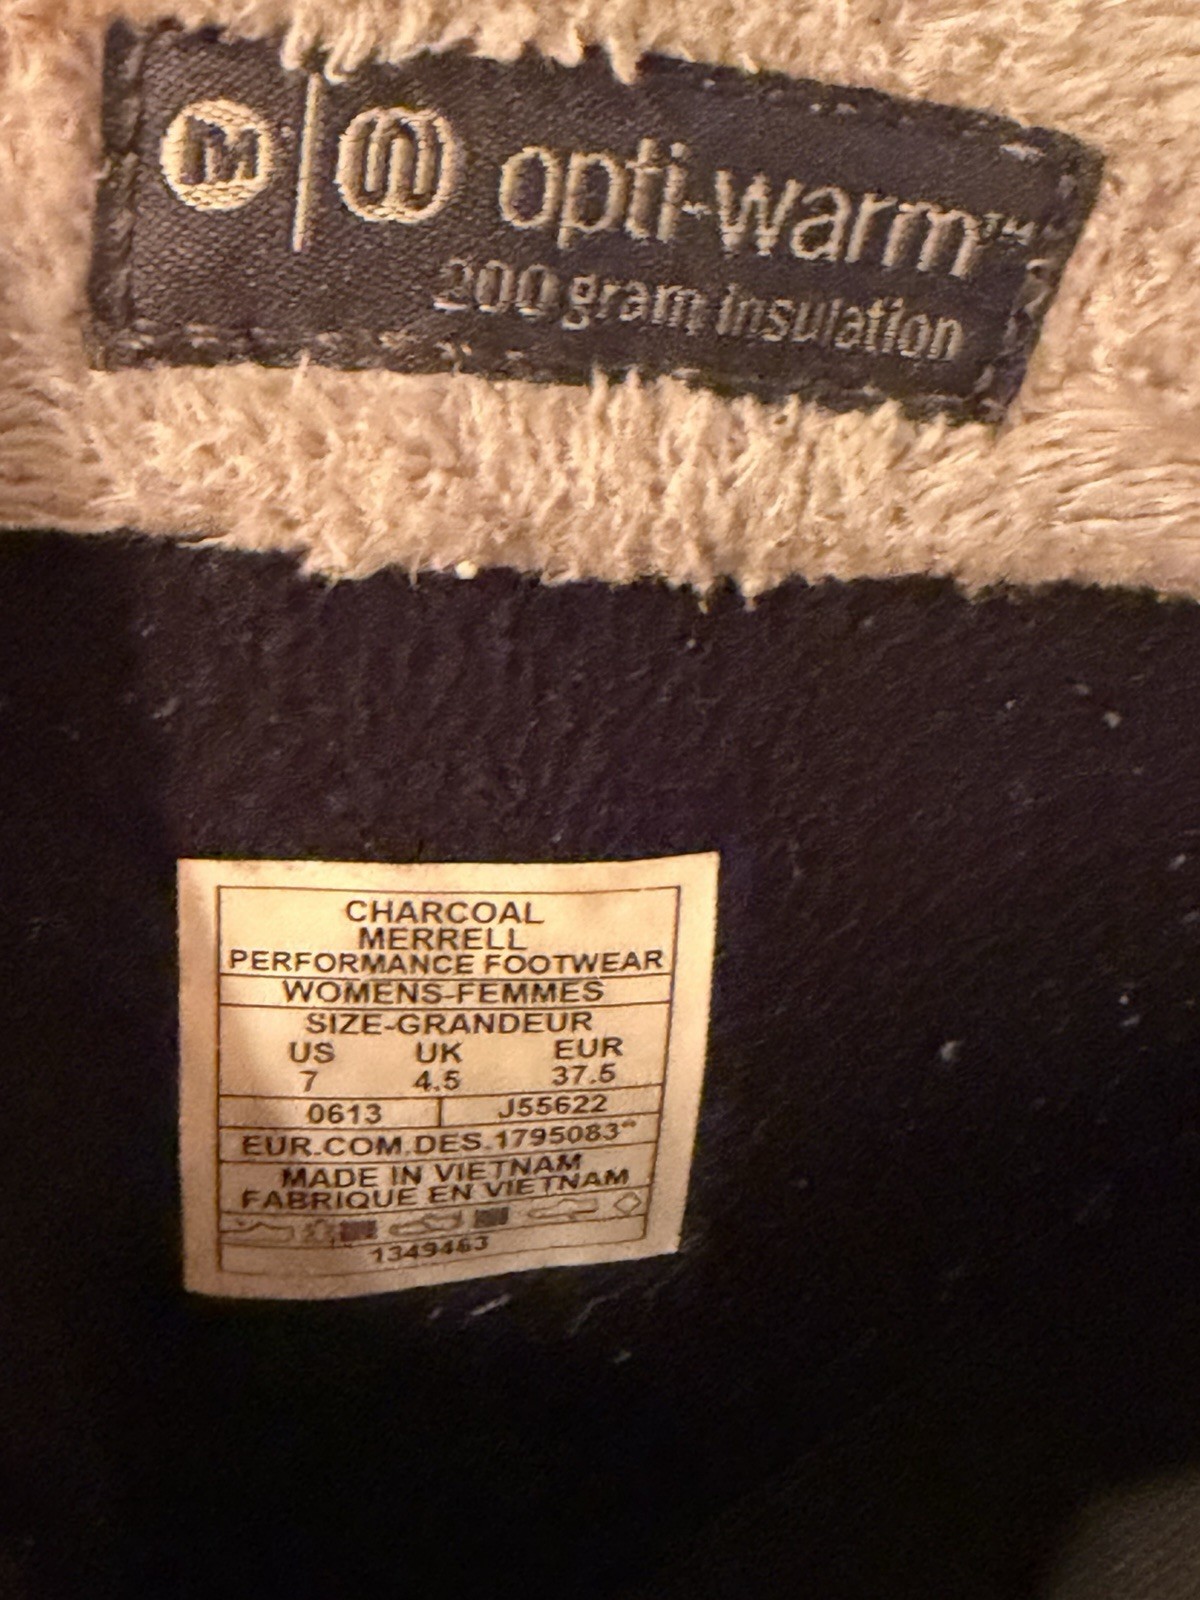 M opti-warm™
200 gram insulation
CHARCOAL
MERRELL
PERFORMANCE FOOTWEAR
WOMENS-FEMMES
SIZE-GRANDEUR
US UK EUR
7 4.5 37.5
0613 J55622
EUR.COM.DES.1795083"
MADE IN VIETNAM
FABRIQUE EN VIETNAM
1349463